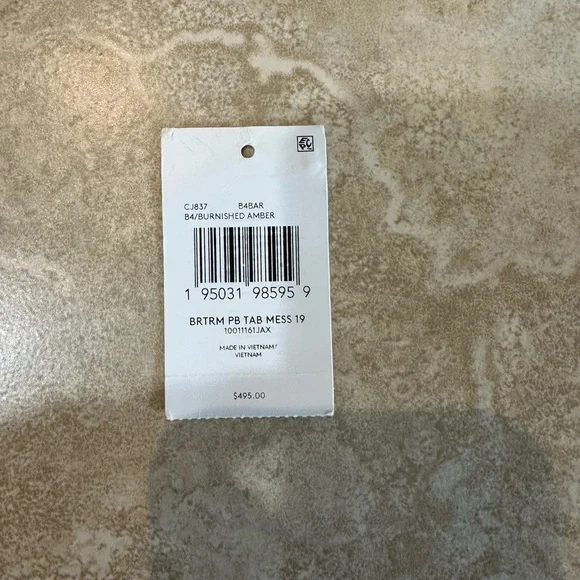 CJ837 B4BAR
B4/BURNISHED AMBER
1 95031 98595 9
BRTRM PB TAB MESS 19
10011161JAX
MADE IN VIETNAM/
VIETNAM
$495.00